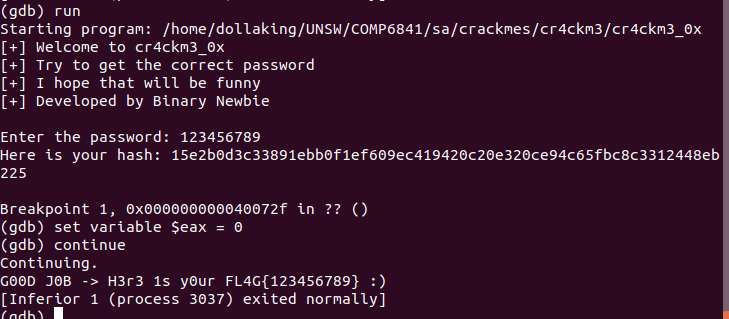 (gdb) run
Starting program: /home/dollaking/UNSW/COMP6841/sa/crackmes/cr4ckm3/cr4ckm3_0x
[+] Welcome to cr4ckm3_0x
[+] Try to get the correct password
[+] I hope that will be funny
[+] Developed by Binary Newbie
Enter the password: 123456789
Here is your hash: 15e2b0d3c33891ebb0f1ef609ec419420c20e320ce94c65fbc8c3312448eb
225
Breakpoint 1, 0x000000000040072f in ?? ()
(gdb) set variable $eax = 0
(gdb) continue
Continuing.
G00D J0B -> H3r3 1s y0ur FL4G{123456789} :)
[Inferior 1 (process 3037) exited normally]
(gdb)